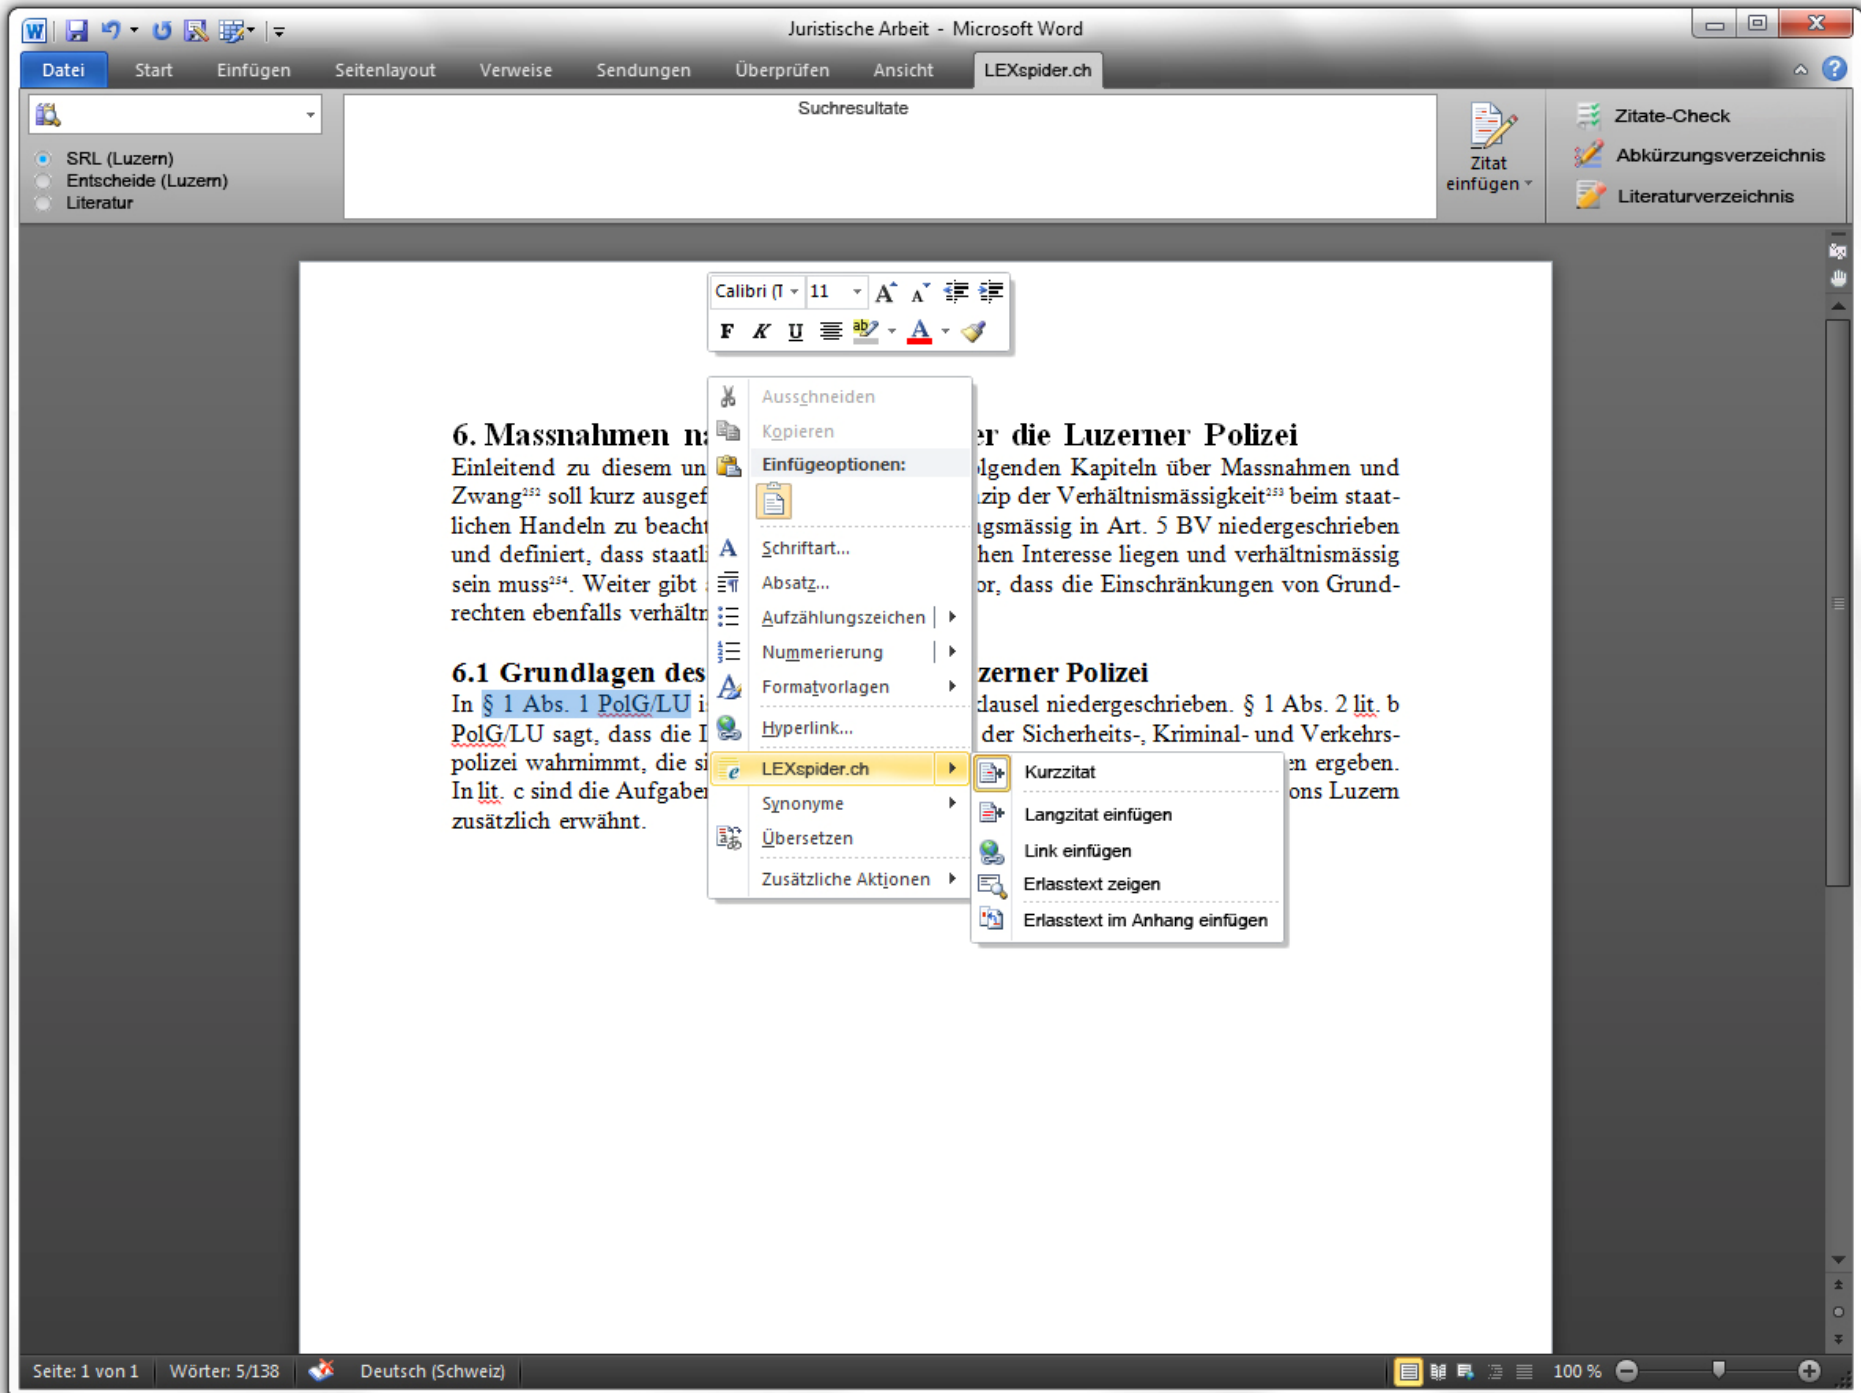 Juristische Arbeit - Microsoft Word
Datei Start Einfügen Seitenlayout Verweise Sendungen Überprüfen Ansicht LEXspider.ch
SRL (Luzern)
Entscheide (Luzern)
Literatur
Suchresultate
Zitat
einfügen
Zitate-Check
Abkürzungsverzeichnis
Literaturverzeichnis
Calibri (T 11
F K U
Ausschneiden
Kopieren
Einfügeoptionen:
Schriftart...
Absatz...
Aufzählungszeichen
Nummerierung
Formatvorlagen
Hyperlink...
LEXspider.ch
Synonyme
Übersetzen
Zusätzliche Aktionen
Kurzzitat
Langzitat einfügen
Link einfügen
Erlasstext zeigen
Erlasstext im Anhang einfügen
6. Massnahmen na er die Luzerner Polizei
Einleitend zu diesem un lgenden Kapiteln über Massnahmen und
Zwang²⁵² soll kurz ausgef zip der Verhältnismässigkeit²⁵³ beim staat-
lichen Handeln zu beacht gsmässig in Art. 5 BV niedergeschrieben
und definiert, dass staatli hen Interesse liegen und verhältnismässig
sein muss²⁵⁴. Weiter gibt or, dass die Einschränkungen von Grund-
rechten ebenfalls verhältn
6.1 Grundlagen des zerner Polizei
In § 1 Abs. 1 PolG/LU i klausel niedergeschrieben. § 1 Abs. 2 lit. b
PolG/LU sagt, dass die der Sicherheits-, Kriminal- und Verkehrs-
polizei wahrnimmt, die si en ergeben.
In lit. c sind die Aufgaben ons Luzern
zusätzlich erwähnt.
Seite: 1 von 1 Wörter: 5/138 Deutsch (Schweiz) 100 %